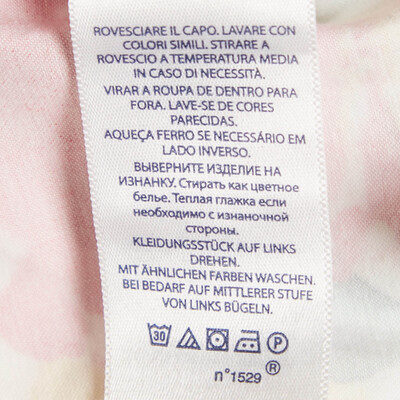 ROVESCIARE IL CAPO. LAVARE CON
COLORI SIMILI. STIRARE A
ROVESCIO A TEMPERATURA MEDIA
IN CASO DI NECESSITÀ.
VIRAR A ROUPA DE DENTRO PARA
FORA. LAVE-SE DE CORES
PARECIDAS.
AQUEÇA FERRO SE NECESSÁRIO EM
LADO INVERSO.
ВЫВЕРНИТЕ ИЗДЕЛИЕ НА
ИЗНАНКУ. Стирать как цветное
белье. Теплая глажка если
необходимо с изнаночной
стороны.
KLEIDUNGSSTÜCK AUF LINKS
DREHEN.
MIT ÄHNLICHEN FARBEN WASCHEN.
BEI BEDARF AUF MITTLERER STUFE
VON LINKS BÜGELN.
30 P
n°1529 ®